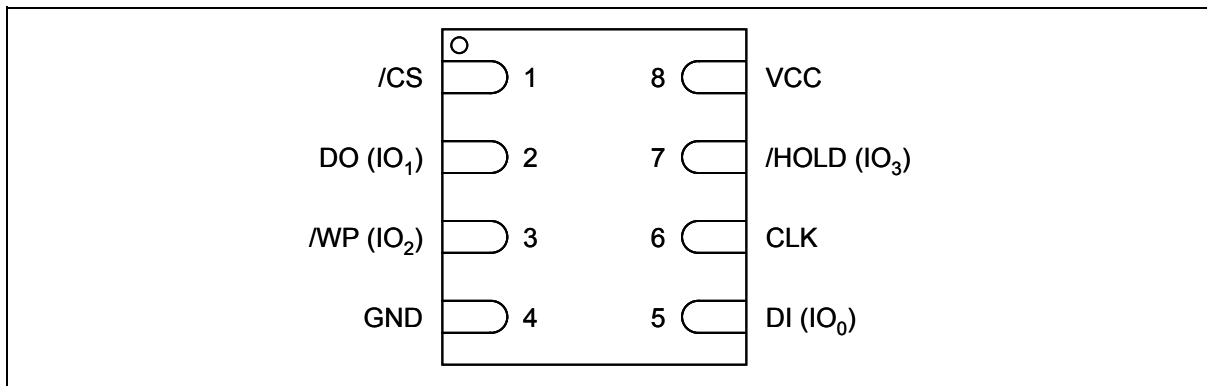 /CS 1 8 VCC
DO (IO₁) 2 7 /HOLD (IO₃)
/WP (IO₂) 3 6 CLK
GND 4 5 DI (IO₀)